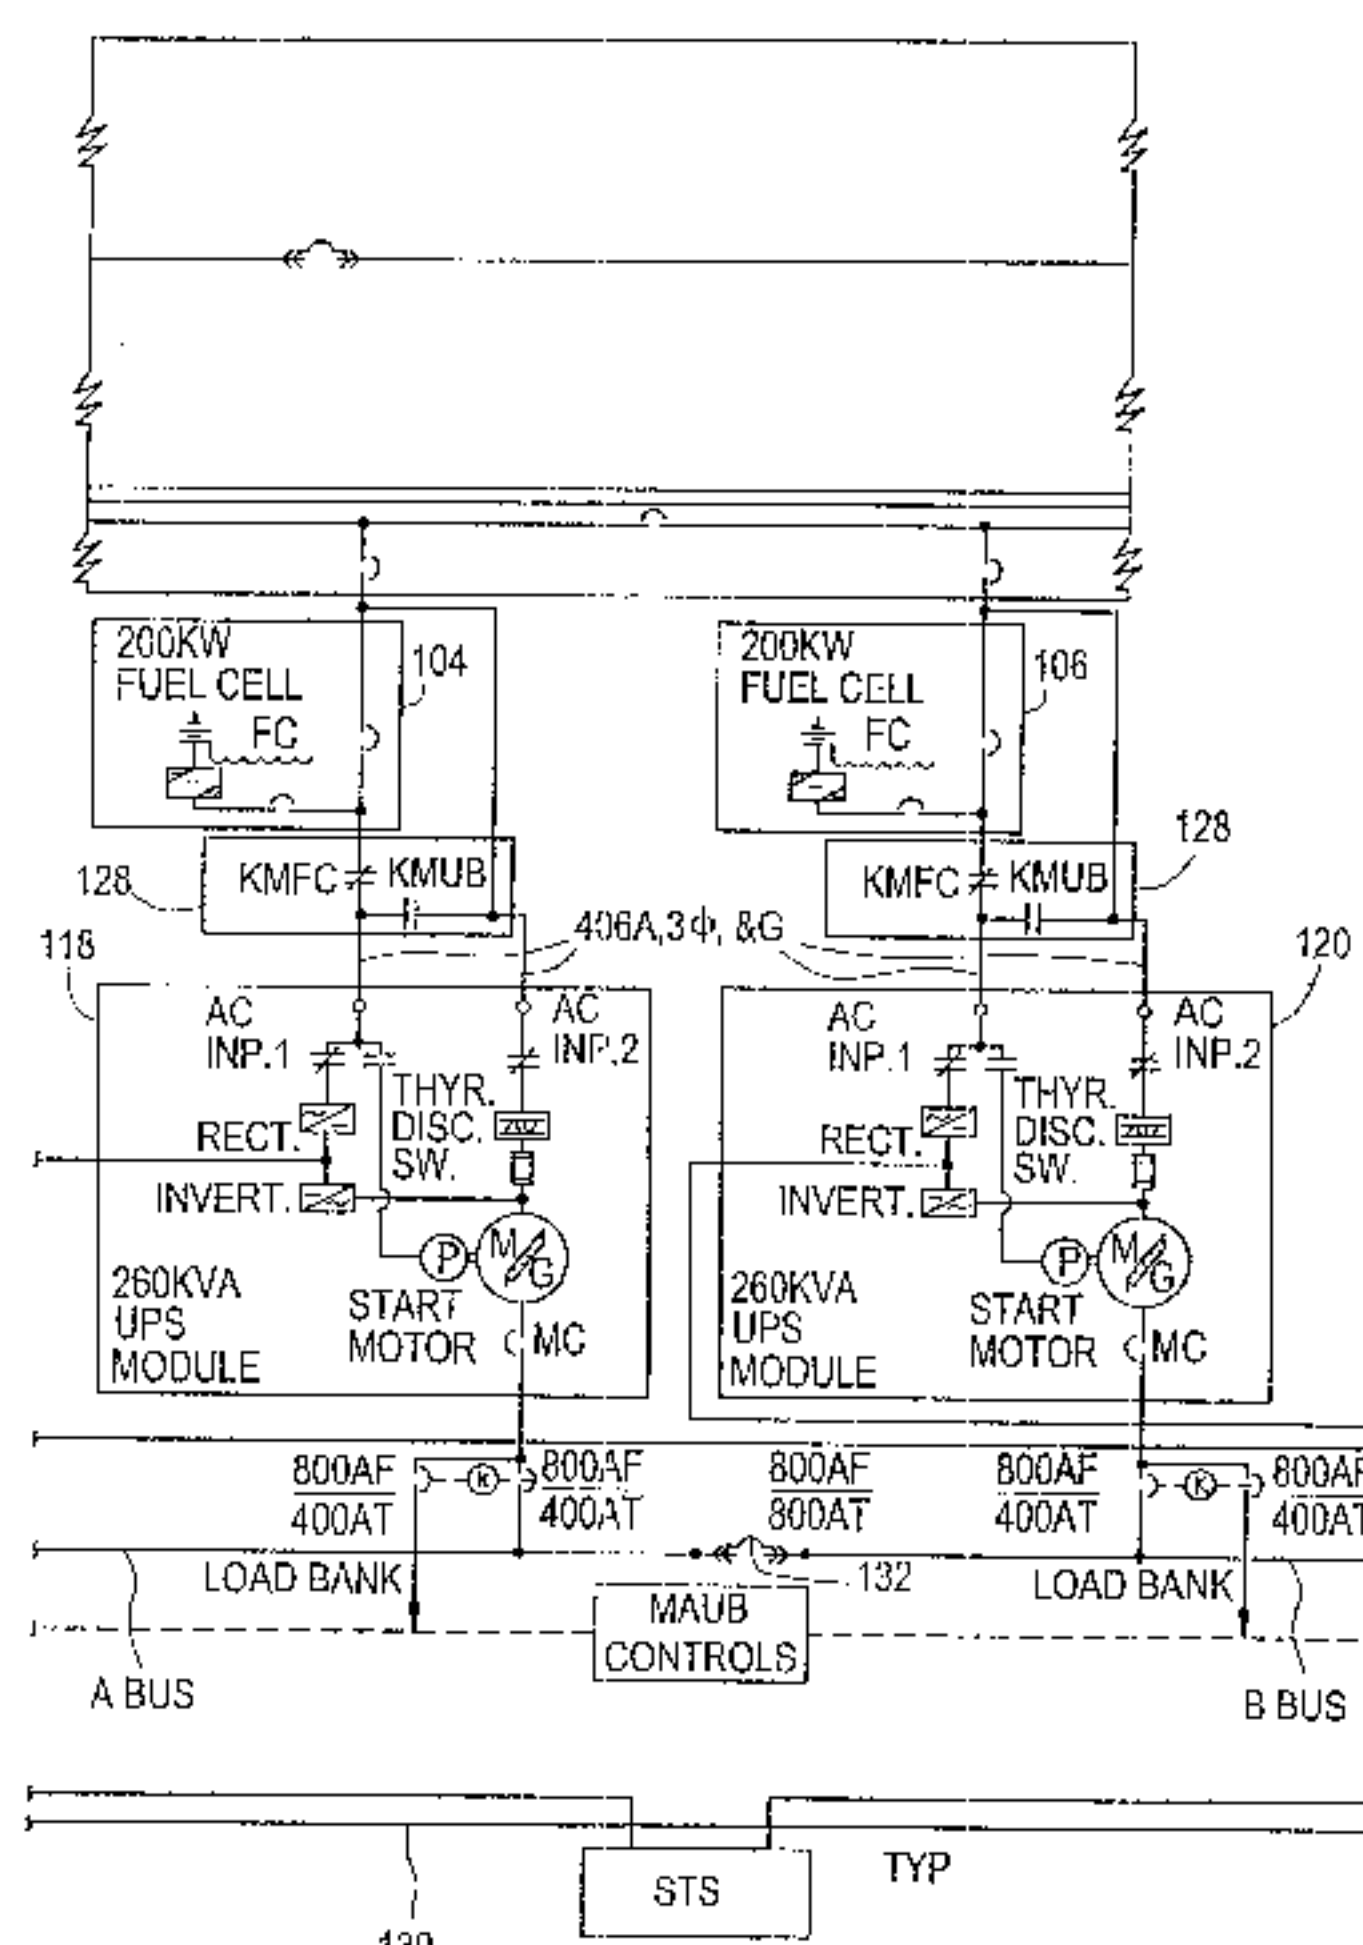 200KW
FUEL CELL
FC
104
200KW
FUEL CELL
FC
106
128
KMFC
KMUB
KMFC
KMUB
128
118
406A,3Φ, &G
120
AC
INP.1
AC
INP.2
THYR.
DISC.
SW.
RECT.
INVERT.
P
M/G
260KVA
UPS
MODULE
START
MOTOR
MC
AC
INP.1
AC
INP.2
THYR.
DISC.
SW.
RECT.
INVERT.
P
M/G
260KVA
UPS
MODULE
START
MOTOR
MC
800AF
400AT
K
800AF
400AT
800AF
800AT
800AF
400AT
K
800AF
400AT
LOAD BANK
132
LOAD BANK
MAUB
CONTROLS
A BUS
B BUS
STS
TYP